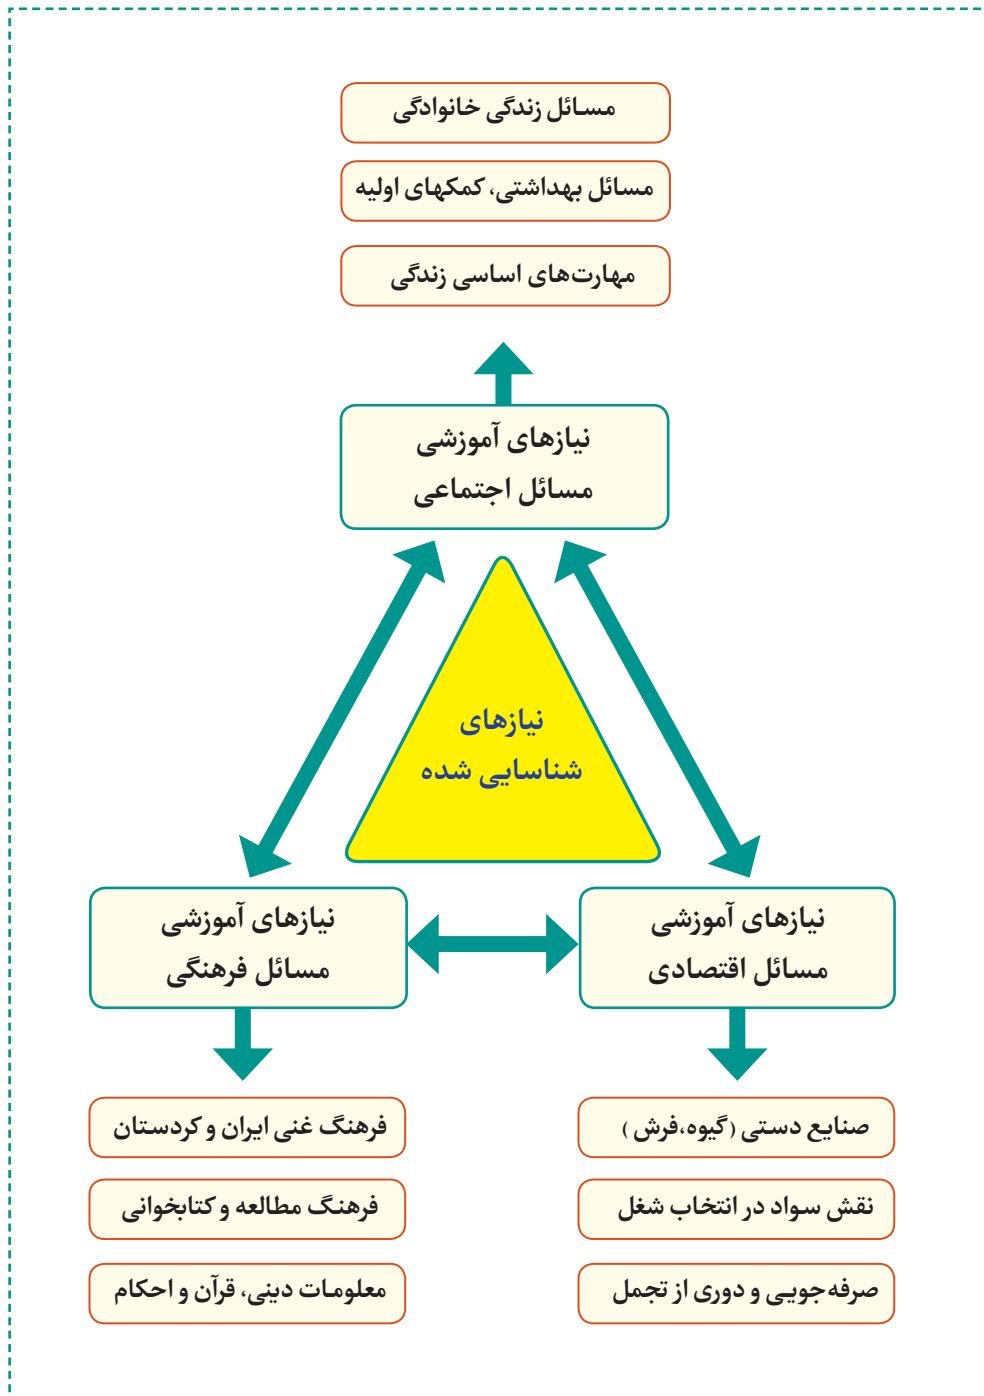 مسائل زندگی خانوادگی
مسائل بهداشتی، کمکهای اولیه
مهارت‌های اساسی زندگی
نیازهای آموزشی
مسائل اجتماعی
نیازهای
شناسایی شده
نیازهای آموزشی
مسائل اقتصادی
نیازهای آموزشی
مسائل فرهنگی
صنایع دستی (گیوه،فرش )
نقش سواد در انتخاب شغل
صرفه‌جویی و دوری از تجمل
فرهنگ غنی ایران و کردستان
فرهنگ مطالعه و کتابخوانی
معلومات دینی، قرآن و احکام